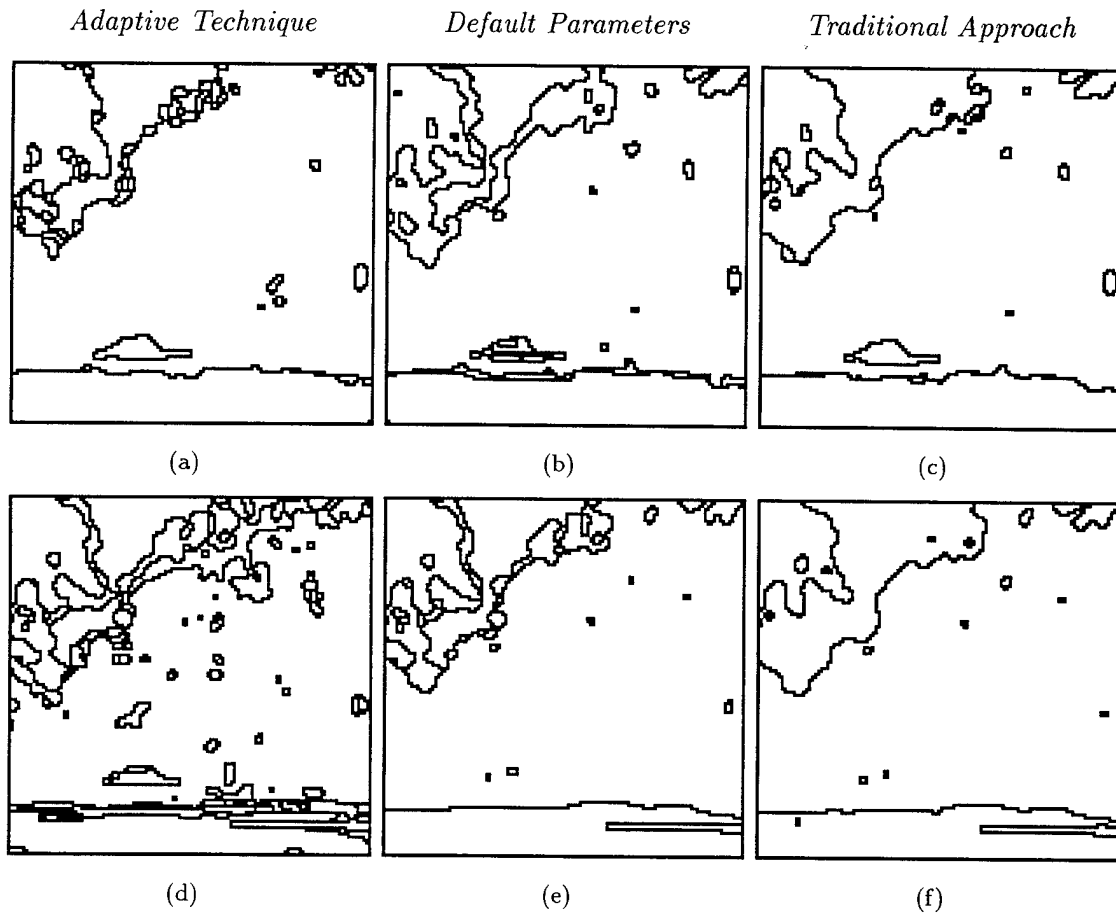 Adaptive Technique Default Parameters Traditional Approach
(a) (b) (c)
(d) (e) (f)